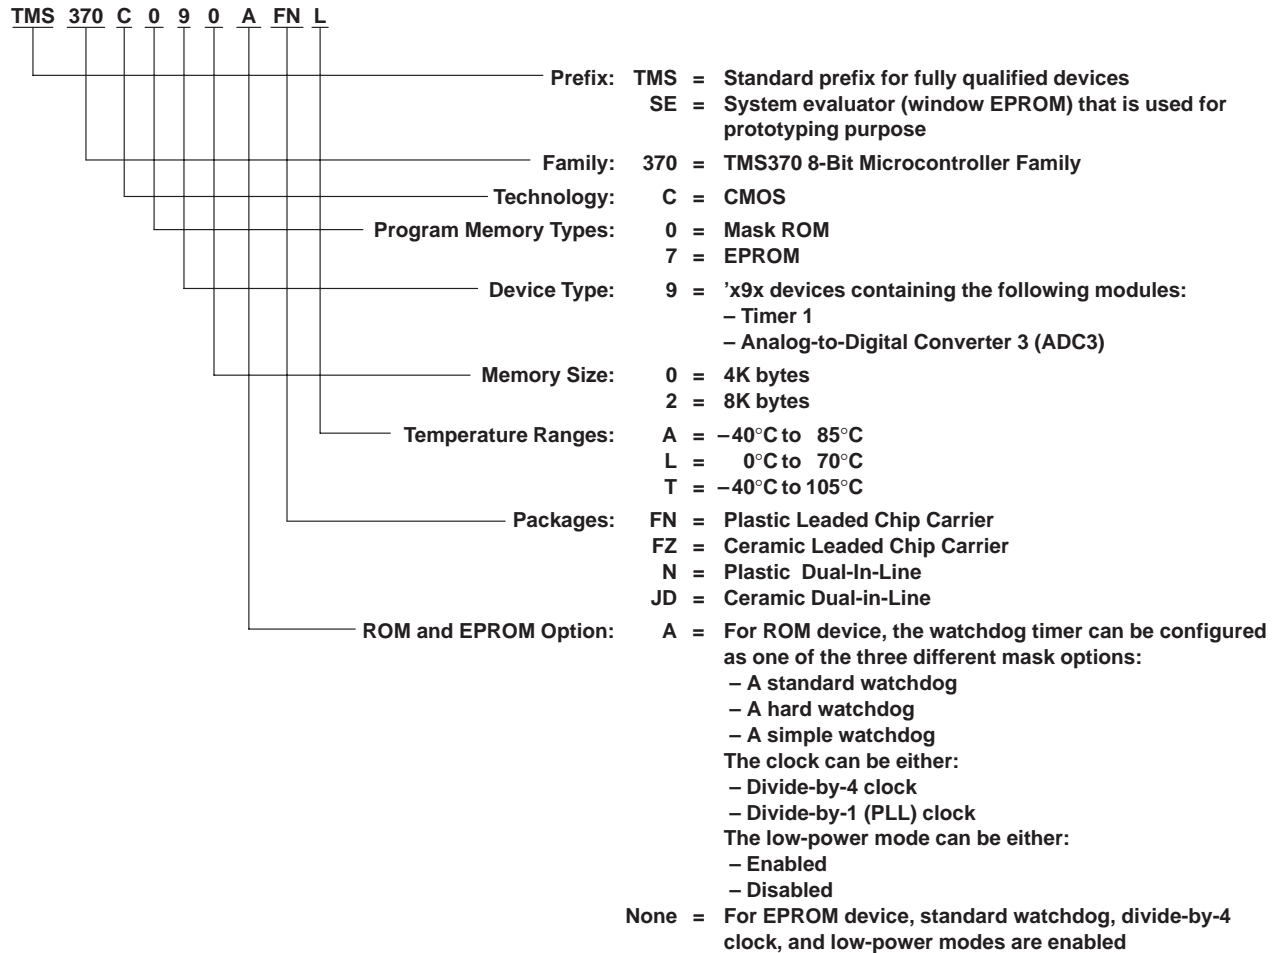 TMS 370 C 0 9 0 A FN L
Prefix: TMS = Standard prefix for fully qualified devices
SE = System evaluator (window EPROM) that is used for
prototyping purpose
Family: 370 = TMS370 8-Bit Microcontroller Family
Technology: C = CMOS
Program Memory Types: 0 = Mask ROM
7 = EPROM
Device Type: 9 = ’x9x devices containing the following modules:
– Timer 1
– Analog-to-Digital Converter 3 (ADC3)
Memory Size: 0 = 4K bytes
2 = 8K bytes
Temperature Ranges: A = –40°C to 85°C
L = 0°C to 70°C
T = –40°C to 105°C
Packages: FN = Plastic Leaded Chip Carrier
FZ = Ceramic Leaded Chip Carrier
N = Plastic Dual-In-Line
JD = Ceramic Dual-in-Line
ROM and EPROM Option: A = For ROM device, the watchdog timer can be configured
as one of the three different mask options:
– A standard watchdog
– A hard watchdog
– A simple watchdog
The clock can be either:
– Divide-by-4 clock
– Divide-by-1 (PLL) clock
The low-power mode can be either:
– Enabled
– Disabled
None = For EPROM device, standard watchdog, divide-by-4
clock, and low-power modes are enabled